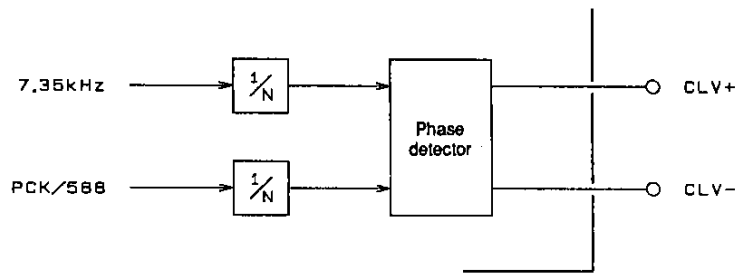 7.35kHz
1/N
CLV+
Phase
detector
PCK/588
1/N
CLV-